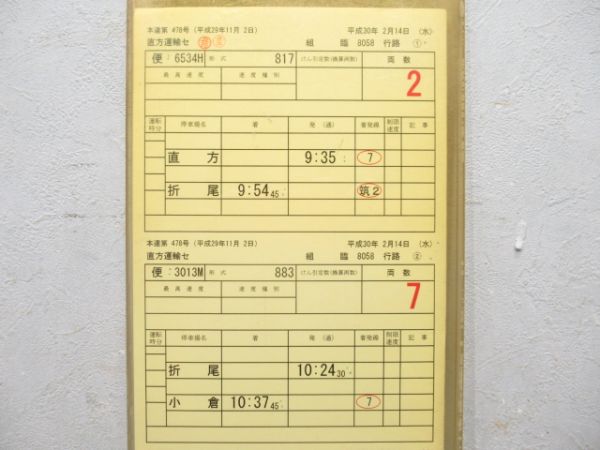 本運第 478号 (平成29年11月 2日) 平成30年 2月14日 (水)
直方運輸セ 組 臨 8058 行路 ①
便:6534H 形式 817 けん引定数(換算両数) 両数
最高速度 速度種別 2
運転時分 停車場名 着 発(通) 着発線 制限速度 記事
直方 9:35 7
折尾 9:54 45 筑2
本運第 478号 (平成29年11月 2日) 平成30年 2月14日 (水)
直方運輸セ 組 臨 8058 行路 ②
便:3013M 形式 883 けん引定数(換算両数) 両数
最高速度 速度種別 7
運転時分 停車場名 着 発(通) 着発線 制限速度 記事
折尾 10:24 30
小倉 10:37 45 7